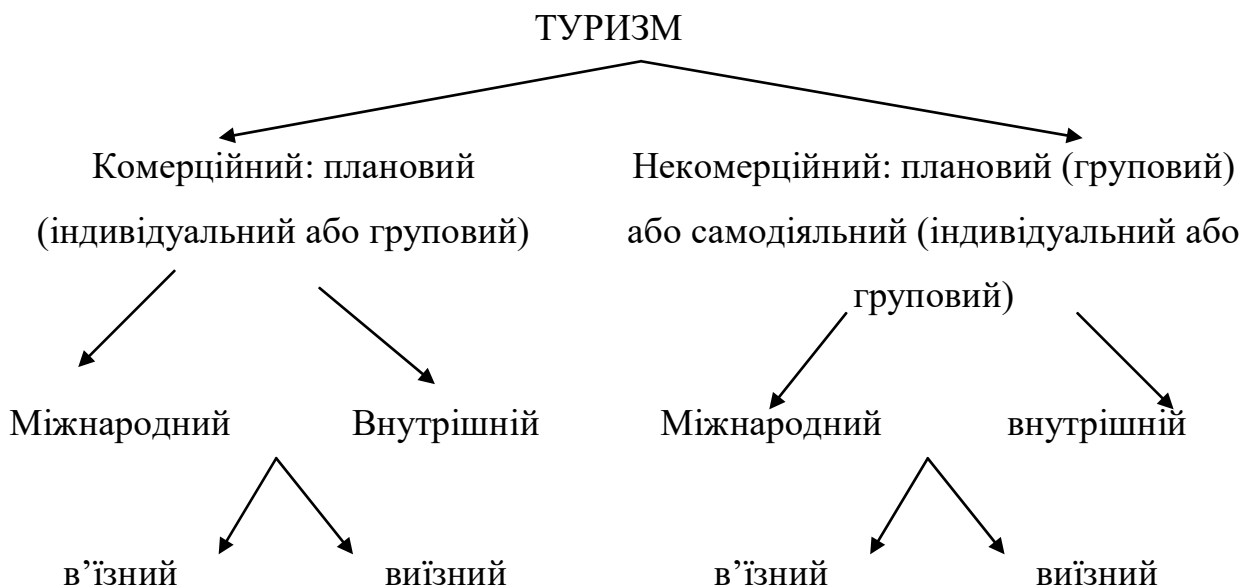 ТУРИЗМ
Комерційний: плановий
(індивідуальний або груповий)
Некомерційний: плановий (груповий)
або самодіяльний (індивідуальний або
груповий)
Міжнародний
Внутрішній
Міжнародний
внутрішній
в’їзний
виїзний
в’їзний
виїзний